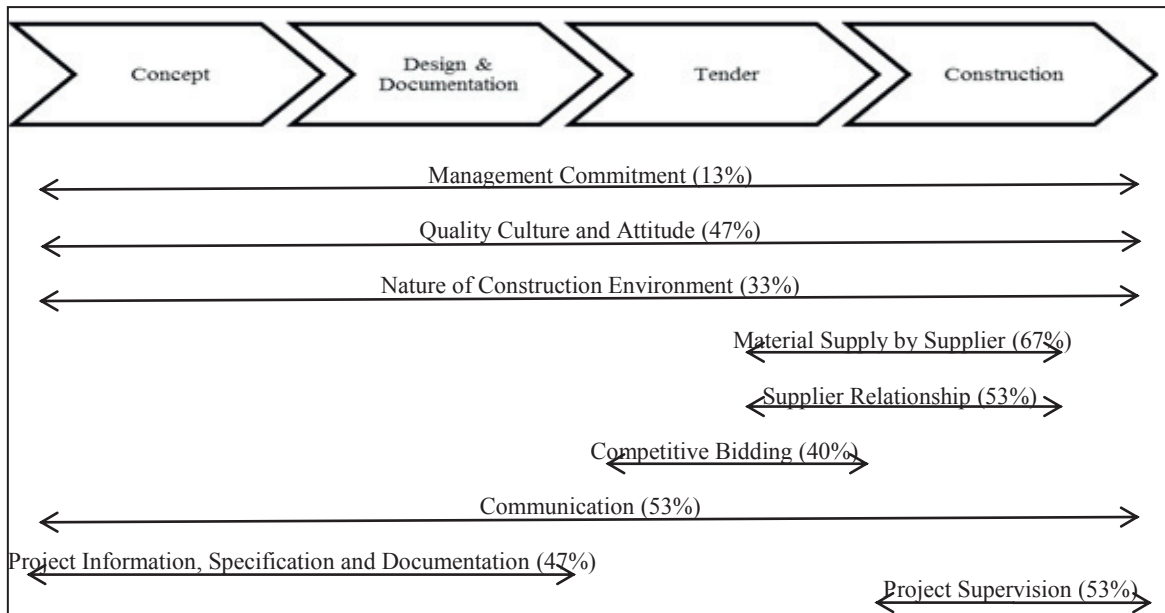 Concept
Design &
Documentation
Tender
Construction
Management Commitment (13%)
Quality Culture and Attitude (47%)
Nature of Construction Environment (33%)
Material Supply by Supplier (67%)
Supplier Relationship (53%)
Competitive Bidding (40%)
Communication (53%)
Project Information, Specification and Documentation (47%)
Project Supervision (53%)